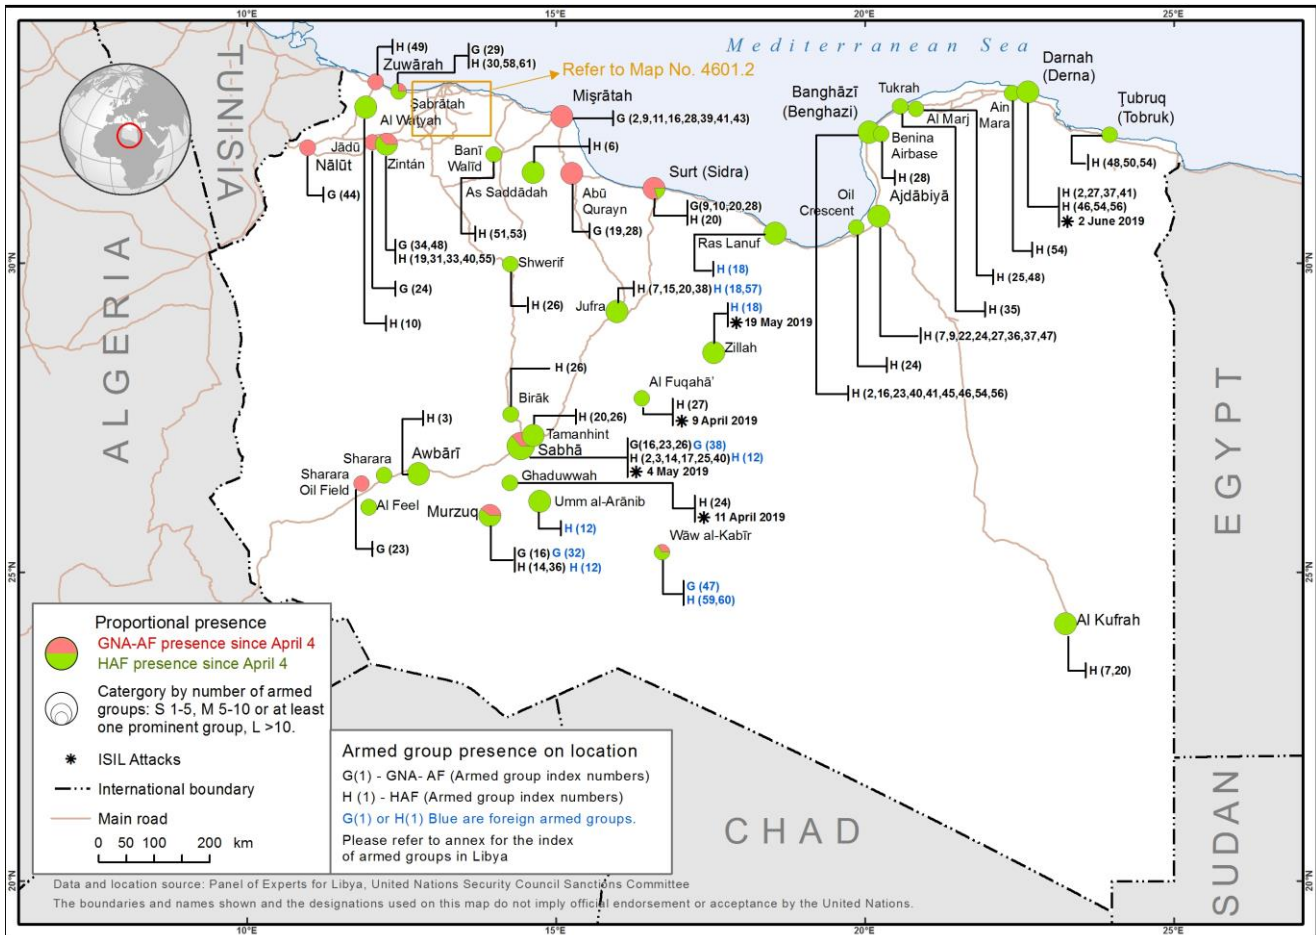 10°E
15°E
20°E
25°E
Mediterranean Sea
TUNISIA
ALGERIA
EGYPT
CHAD
SUDAN
30°N
25°N
20°N
30°N
25°N
20°N
Refer to Map No. 4601.2
H (49)
Zuwārah
G (29)
H (30,58,61)
Şabrātah
Al Waţyah
H (10)
Jādū
G (24)
Nālūt
G (44)
Zintán
G (34,48)
H (19,31,33,40,55)
Banī
Walīd
H (51,53)
As Saddādah
H (6)
Mişrātah
G (2,9,11,16,28,39,41,43)
Abū
Qurayn
G (19,28)
Surt (Sidra)
G(9,10,20,28)
H (20)
Ras Lanuf
H (18)
Shwerif
H (26)
Jufra
H (7,15,20,38) H (18,57)
H (18)
19 May 2019
Zillah
Banghāzī
(Benghazi)
H (2,16,23,40,41,45,46,54,56)
Benina
Airbase
H (28)
Oil
Crescent
H (24)
Ajdābiyā
H (7,9,22,24,27,36,37,47)
Tukrah
H (35)
Al Marj
H (25,48)
Ain
Mara
H (54)
Darnah
(Derna)
H (2,27,37,41)
H (46,54,56)
2 June 2019
Ţubruq
(Tobruk)
H (48,50,54)
H (26)
Birāk
Al Fuqahā'
H (27)
9 April 2019
H (3)
H (20,26)
Tamanhint
Sabhā
G(16,23,26) G (38)
H (2,3,14,17,25,40) H (12)
4 May 2019
Awbārī
Sharara
Sharara
Oil Field
G (23)
Al Feel
Ghaduwwah
H (24)
11 April 2019
Murzuq
G (16) G (32)
H (14,36) H (12)
Umm al-Arānib
H (12)
Wāw al-Kabīr
G (47)
H (59,60)
Al Kufrah
H (7,20)
Proportional presence
GNA-AF presence since April 4
HAF presence since April 4
Catergory by number of armed
groups: S 1-5, M 5-10 or at least
one prominent group, L >10.
ISIL Attacks
International boundary
Main road
0 50 100 200 km
Armed group presence on location
G(1) - GNA- AF (Armed group index numbers)
H (1) - HAF (Armed group index numbers)
G(1) or H(1) Blue are foreign armed groups.
Please refer to annex for the index
of armed groups in Libya
Data and location source: Panel of Experts for Libya, United Nations Security Council Sanctions Committee
The boundaries and names shown and the designations used on this map do not imply official endorsement or acceptance by the United Nations.
10°E
15°E
20°E
25°E